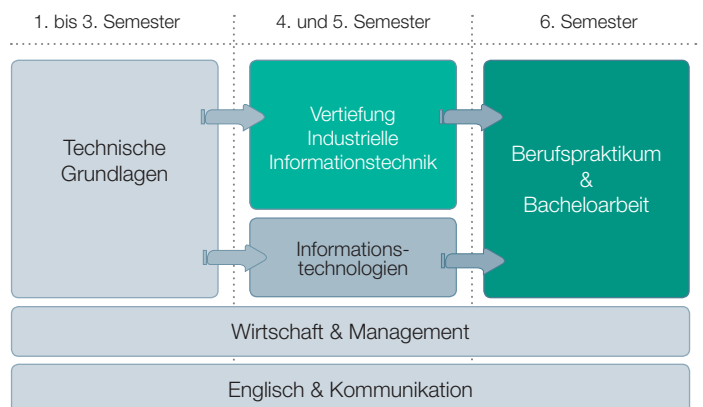 1. bis 3. Semester
4. und 5. Semester
6. Semester
Technische
Grundlagen
Vertiefung
Industrielle
Informationstechnik
Informations-
technologien
Berufspraktikum
&
Bacheloarbeit
Wirtschaft & Management
Englisch & Kommunikation